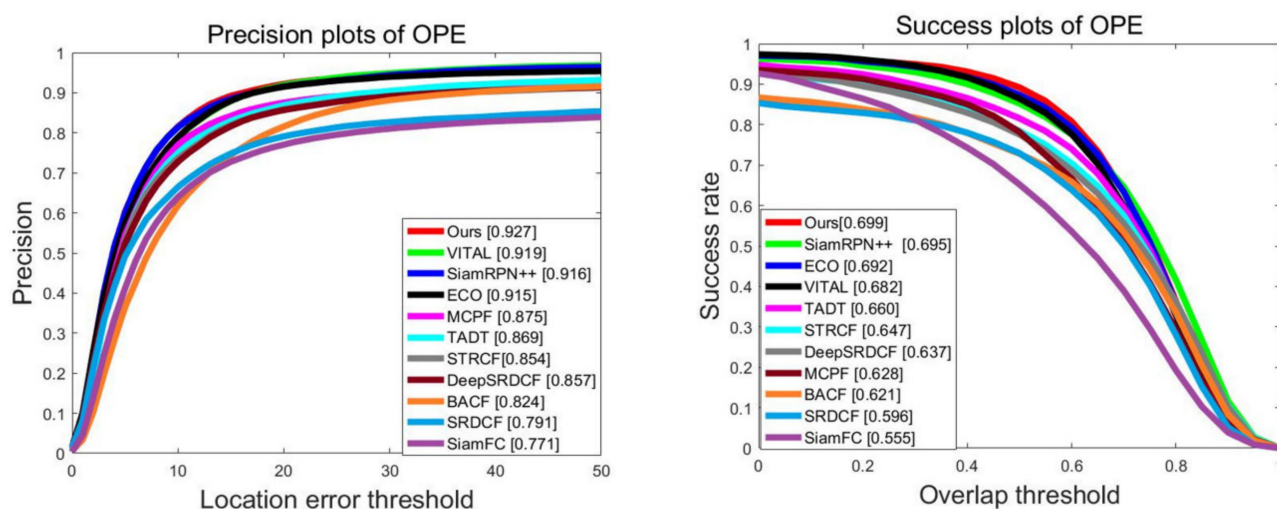 Precision plots of OPE
1
0.9
0.8
0.7
0.6
0.5
0.4
0.3
0.2
0.1
0
Precision
Ours [0.927]
VITAL [0.919]
SiamRPN++ [0.916]
ECO [0.915]
MCPF [0.875]
TADT [0.869]
STRCF[0.854]
DeepSRDCF [0.857]
BACF [0.824]
SRDCF [0.791]
SiamFC [0.771]
0 10 20 30 40 50
Location error threshold
Success plots of OPE
1
0.9
0.8
0.7
0.6
0.5
0.4
0.3
0.2
0.1
0
Success rate
Ours[0.699]
SiamRPN++ [0.695]
ECO [0.692]
VITAL [0.682]
TADT [0.660]
STRCF [0.647]
DeepSRDCF [0.637]
MCPF [0.628]
BACF [0.621]
SRDCF [0.596]
SiamFC [0.555]
0 0.2 0.4 0.6 0.8
Overlap threshold